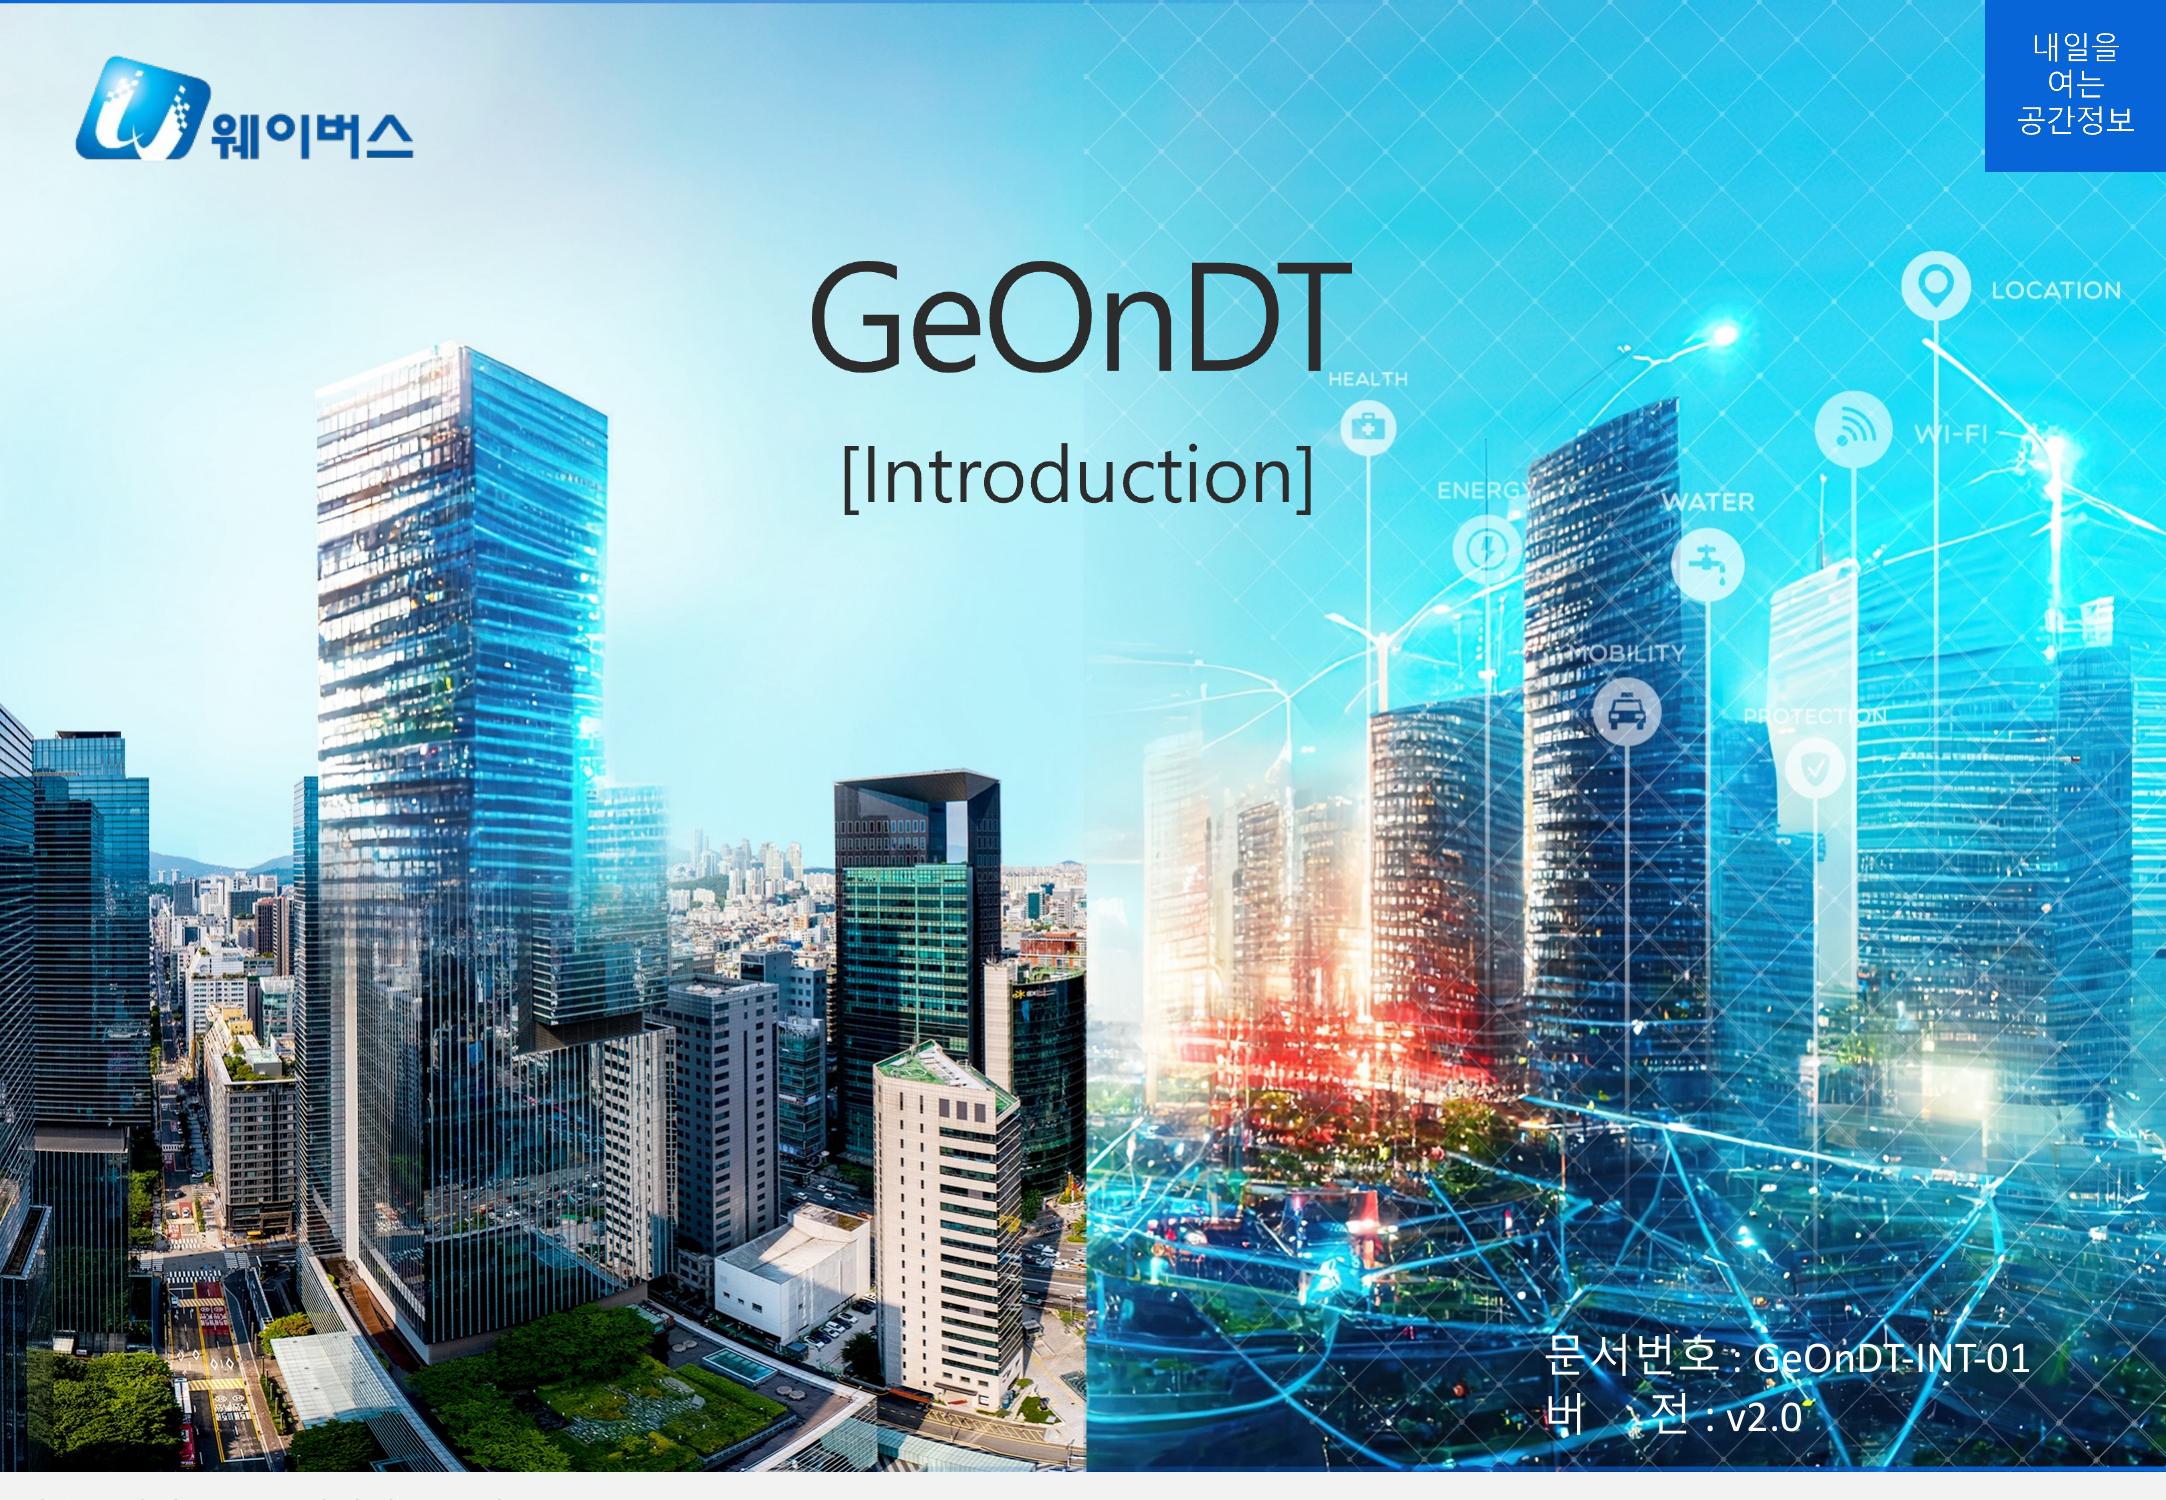 웨이버스
내일을
여는
공간정보
GeOnDT
[Introduction]
LOCATION
HEALTH
WI-FI
ENERGY
WATER
MOBILITY
PROTECTION
문서번호 : GeOnDT-INT-01
버 전 : v2.0